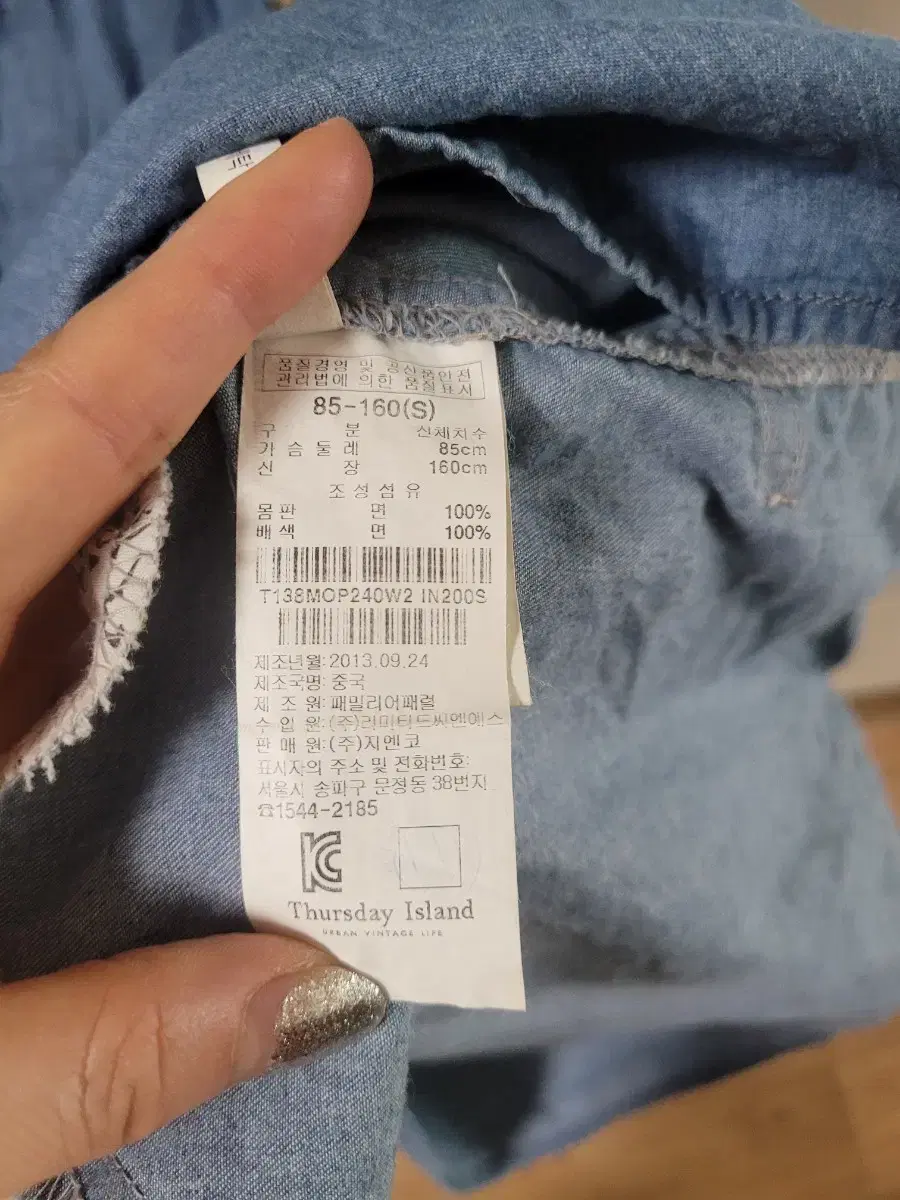 품질경영 및 공산품안전
관리법에 의한 품질표시
85-160(S)
구 분 신체치수
가슴둘레 85cm
신 장 160cm
조성섬유
몸판 면 100%
배색 면 100%
T138MOP240W2 IN200S
제조년월: 2013.09.24
제조국명: 중국
제 조 원: 패밀리어패럴
수 입 원: (주)리미티드씨엠에스
판 매 원: (주)지엔코
표시자의 주소 및 전화번호:
서울시 송파구 문정동 38번지
☎1544-2185
Thursday Island
URBAN VINTAGE LIFE